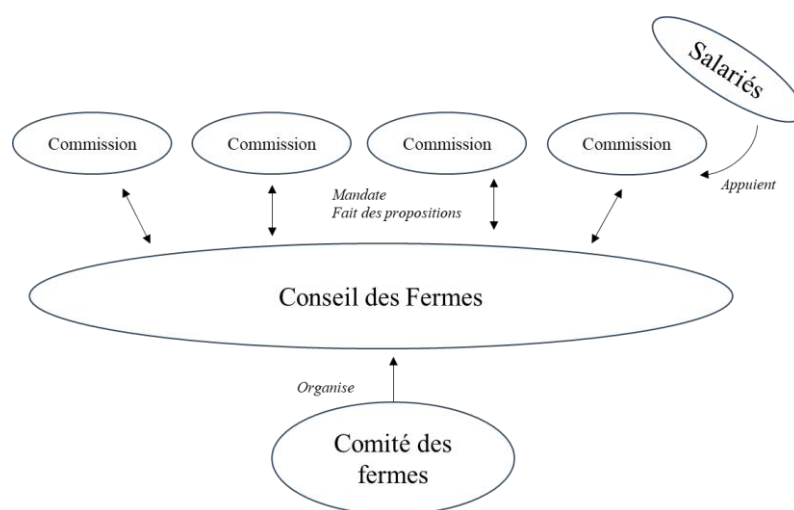 Salariés
Commission
Commission
Commission
Commission
Appuient
Mandate
Fait des propositions
Conseil des Fermes
Organise
Comité des
fermes